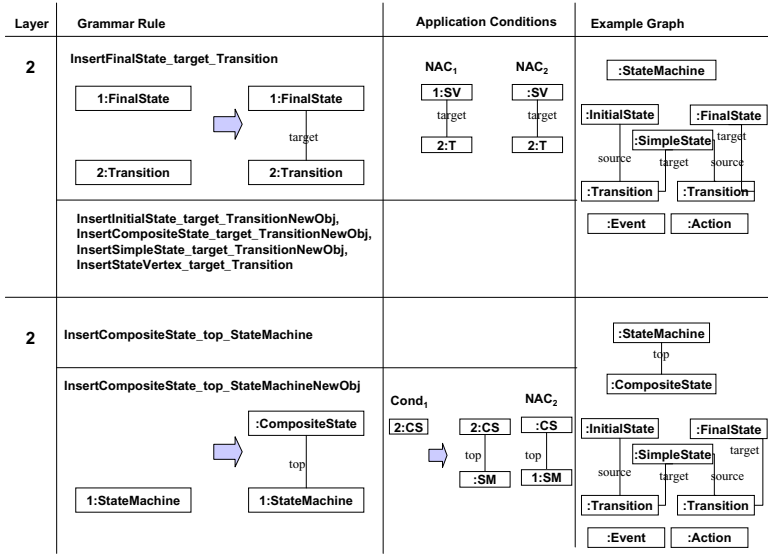 Layer Grammar Rule Application Conditions Example Graph
2
InsertFinalState_target_Transition
1:FinalState 1:FinalState
target
2:Transition 2:Transition
NAC1 NAC2
1:SV :SV
target target
2:T 2:T
:StateMachine
:InitialState :FinalState
:SimpleState target
source target source
:Transition :Transition
:Event :Action
InsertInitialState_target_TransitionNewObj,
InsertCompositeState_target_TransitionNewObj,
InsertSimpleState_target_TransitionNewObj,
InsertStateVertex_target_Transition
2
InsertCompositeState_top_StateMachine
:StateMachine
top
:CompositeState
InsertCompositeState_top_StateMachineNewObj
:CompositeState
top
1:StateMachine 1:StateMachine
Cond1 NAC2
2:CS 2:CS :CS
top top
:SM 1:SM
:InitialState :FinalState
:SimpleState target
source target source
:Transition :Transition
:Event :Action